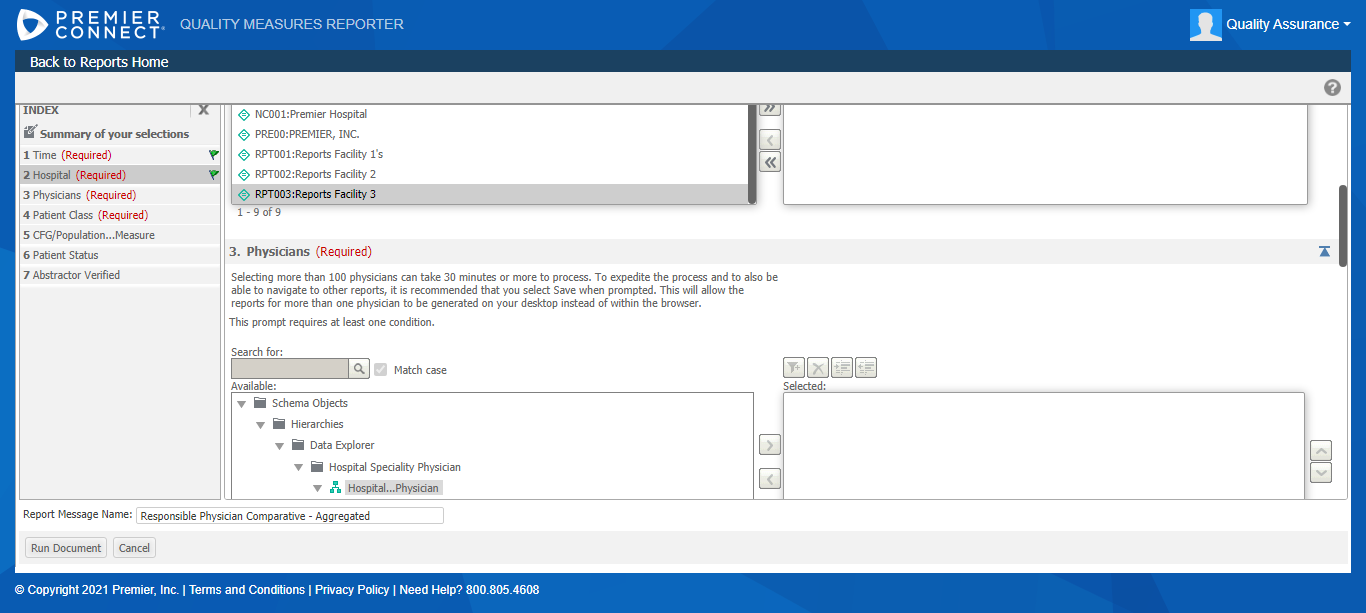 PREMIER
CONNECT
QUALITY MEASURES REPORTER
Quality Assurance
Back to Reports Home
?
INDEX
X
Summary of your selections
1 Time (Required)
2 Hospital (Required)
3 Physicians (Required)
4 Patient Class (Required)
5 CFG/Population...Measure
6 Patient Status
7 Abstractor Verified
NC001:Premier Hospital
PRE00:PREMIER, INC.
RPT001:Reports Facility 1's
RPT002:Reports Facility 2
RPT003:Reports Facility 3
1 - 9 of 9
3. Physicians (Required)
Selecting more than 100 physicians can take 30 minutes or more to process. To expedite the process and to also be
able to navigate to other reports, it is recommended that you select Save when prompted. This will allow the
reports for more than one physician to be generated on your desktop instead of within the browser.
This prompt requires at least one condition.
Search for:
Match case
Available:
Selected:
Schema Objects
Hierarchies
Data Explorer
Hospital Speciality Physician
Hospital...Physician
Report Message Name: Responsible Physician Comparative - Aggregated
Run Document Cancel
© Copyright 2021 Premier, Inc. | Terms and Conditions | Privacy Policy | Need Help? 800.805.4608